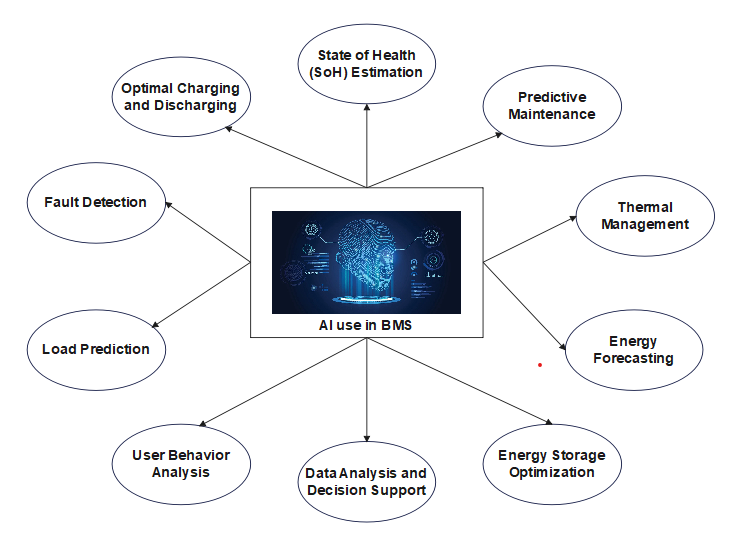 State of Health
(SoH) Estimation
Optimal Charging
and Discharging
Predictive
Maintenance
Fault Detection
Thermal
Management
AI use in BMS
Load Prediction
Energy
Forecasting
User Behavior
Analysis
Data Analysis and
Decision Support
Energy Storage
Optimization